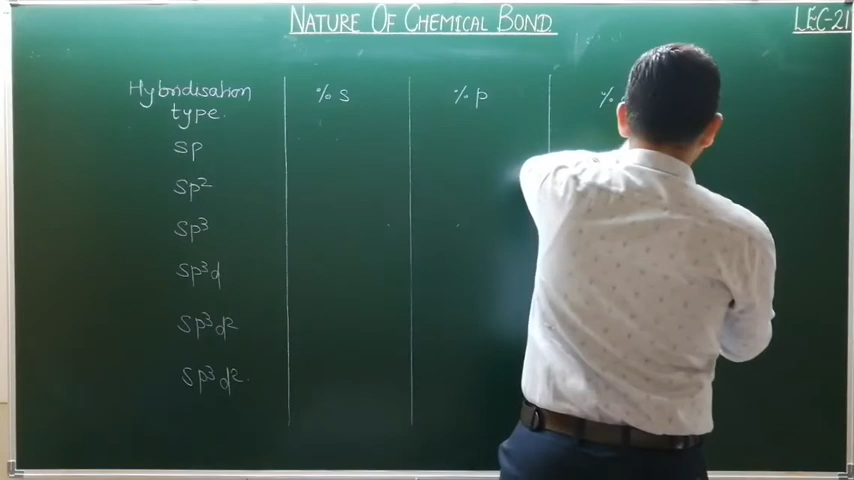 NATURE OF CHEMICAL BOND
LEC-21
Hybridisation type. % s % p %
sp
sp²
sp³
sp³d
sp³d²
sp³d².